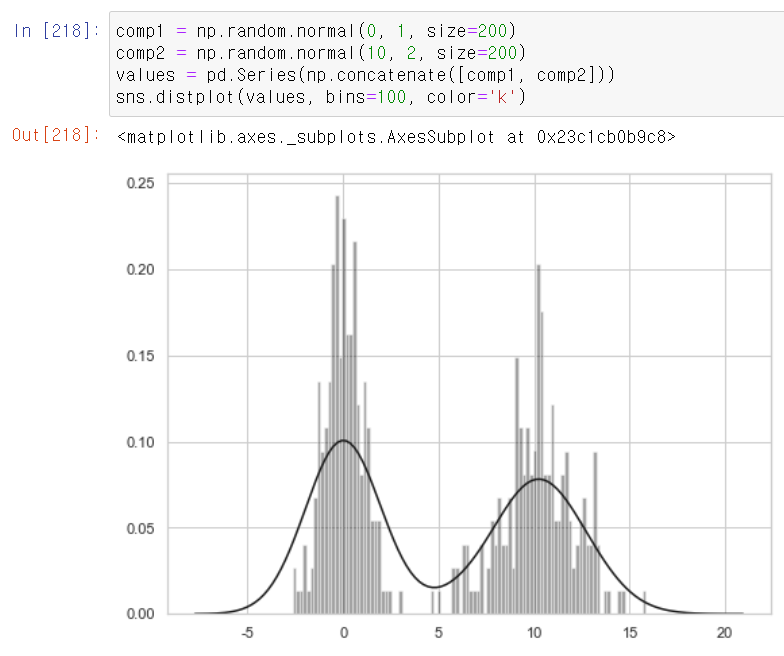 In [218]: comp1 = np.random.normal(0, 1, size=200)
comp2 = np.random.normal(10, 2, size=200)
values = pd.Series(np.concatenate([comp1, comp2]))
sns.distplot(values, bins=100, color='k')
Out[218]: <matplotlib.axes._subplots.AxesSubplot at 0x23c1cb0b9c8>
0.25
0.20
0.15
0.10
0.05
0.00
-5 0 5 10 15 20